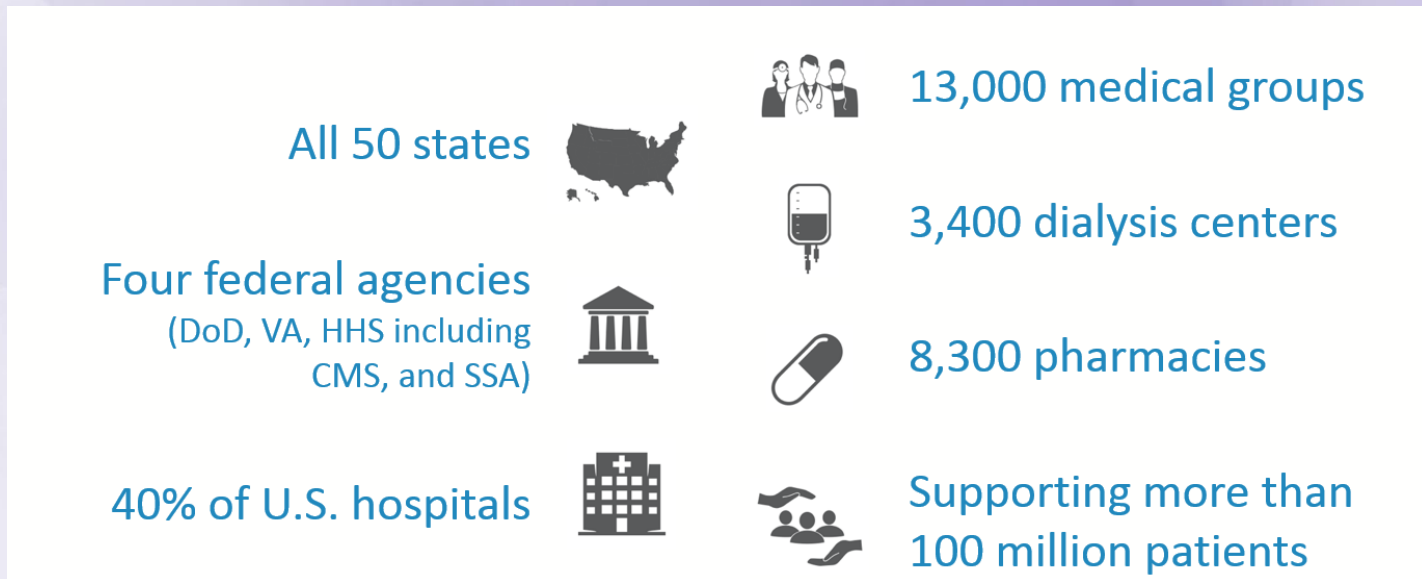 All 50 states
Four federal agencies
(DoD, VA, HHS including
CMS, and SSA)
40% of U.S. hospitals
13,000 medical groups
3,400 dialysis centers
8,300 pharmacies
Supporting more than
100 million patients